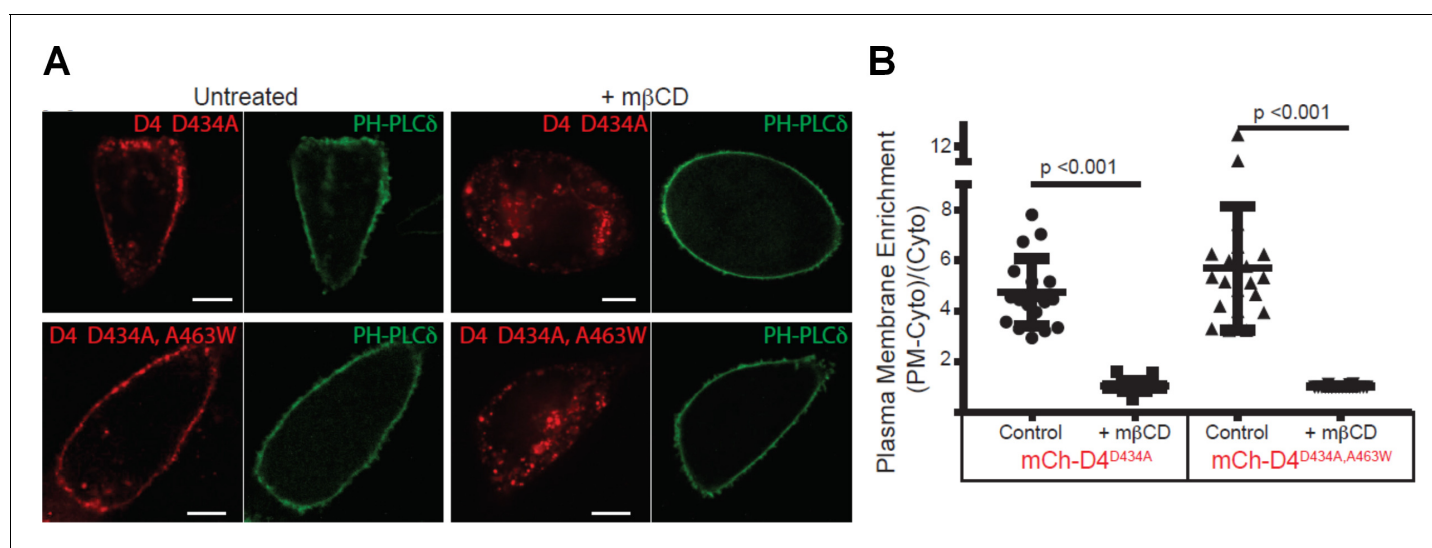 A
Untreated
+ mβCD
D4 D434A
PH-PLCδ
D4 D434A
PH-PLCδ
D4 D434A, A463W
PH-PLCδ
D4 D434A, A463W
PH-PLCδ
B
Plasma Membrane Enrichment
(PM-Cyto)/(Cyto)
12
8
6
4
2
p <0.001
p <0.001
Control
+ mβCD
Control
+ mβCD
mCh-D4D434A
mCh-D4D434A,A463W